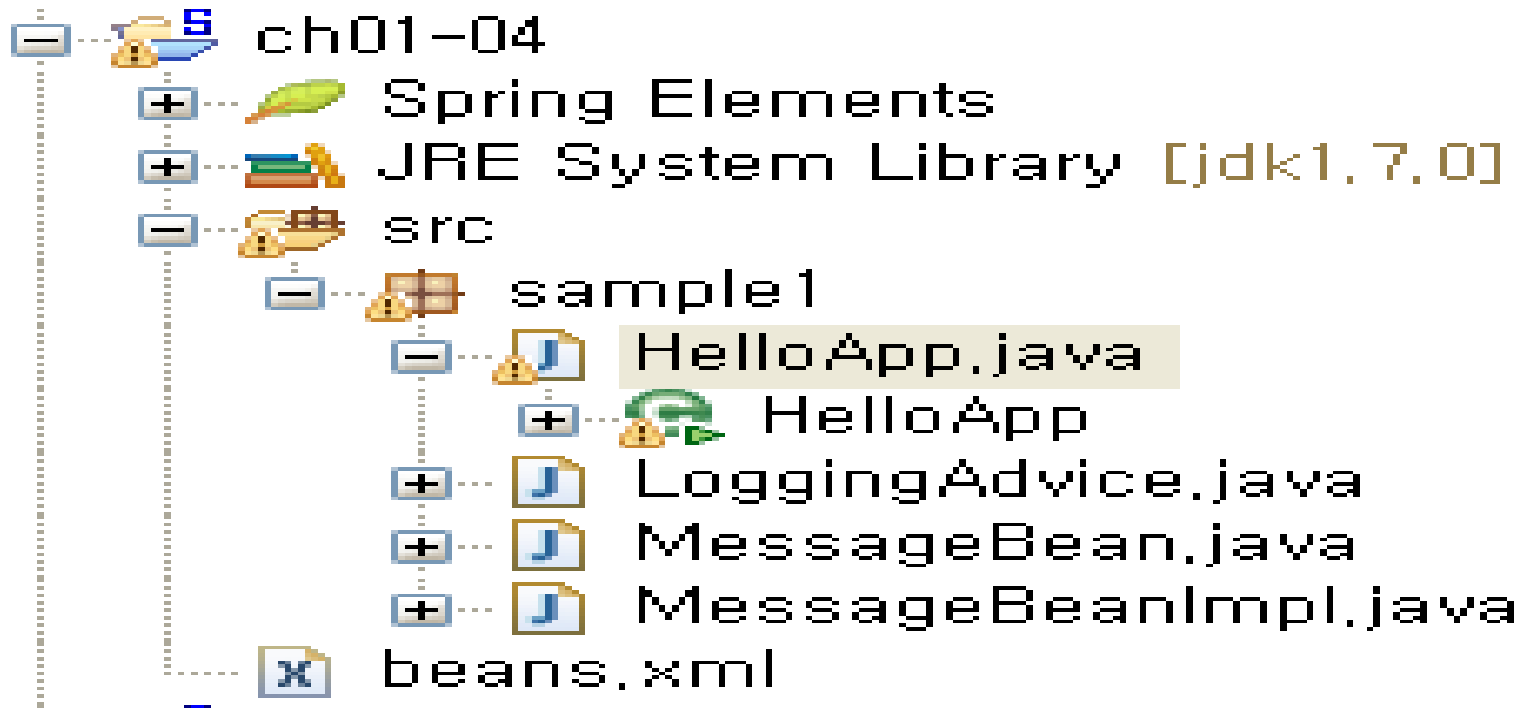 ch01-04
Spring Elements
JRE System Library [jdk1.7.0]
src
sample1
HelloApp.java
HelloApp
LoggingAdvice.java
MessageBean.java
MessageBeanImpl.java
beans.xml